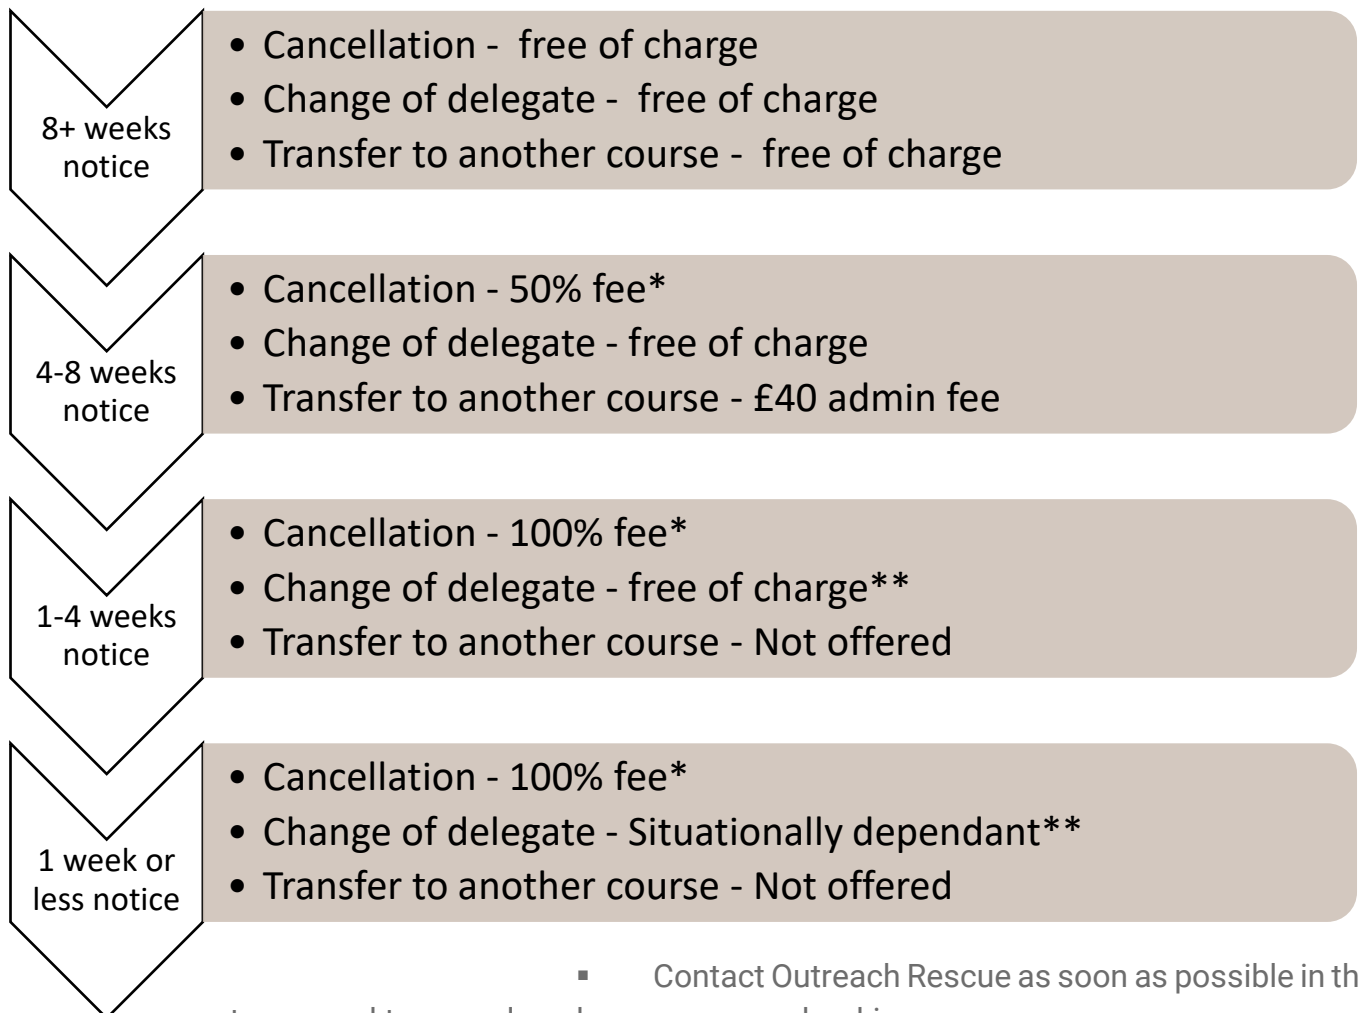 8+ weeks
notice
• Cancellation - free of charge
• Change of delegate - free of charge
• Transfer to another course - free of charge
4-8 weeks
notice
• Cancellation - 50% fee*
• Change of delegate - free of charge
• Transfer to another course - £40 admin fee
1-4 weeks
notice
• Cancellation - 100% fee*
• Change of delegate - free of charge**
• Transfer to another course - Not offered
1 week or
less notice
• Cancellation - 100% fee*
• Change of delegate - Situationally dependant**
• Transfer to another course - Not offered
▪ Contact Outreach Rescue as soon as possible in th